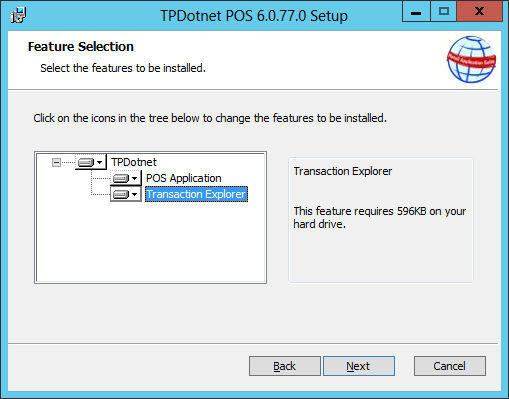 TPDotnet POS 6.0.77.0 Setup
Feature Selection
Select the features to be installed.
Click on the icons in the tree below to change the features to be installed.
TPDotnet
POS Application
Transaction Explorer
Transaction Explorer
This feature requires 596KB on your
hard drive.
Back
Next
Cancel